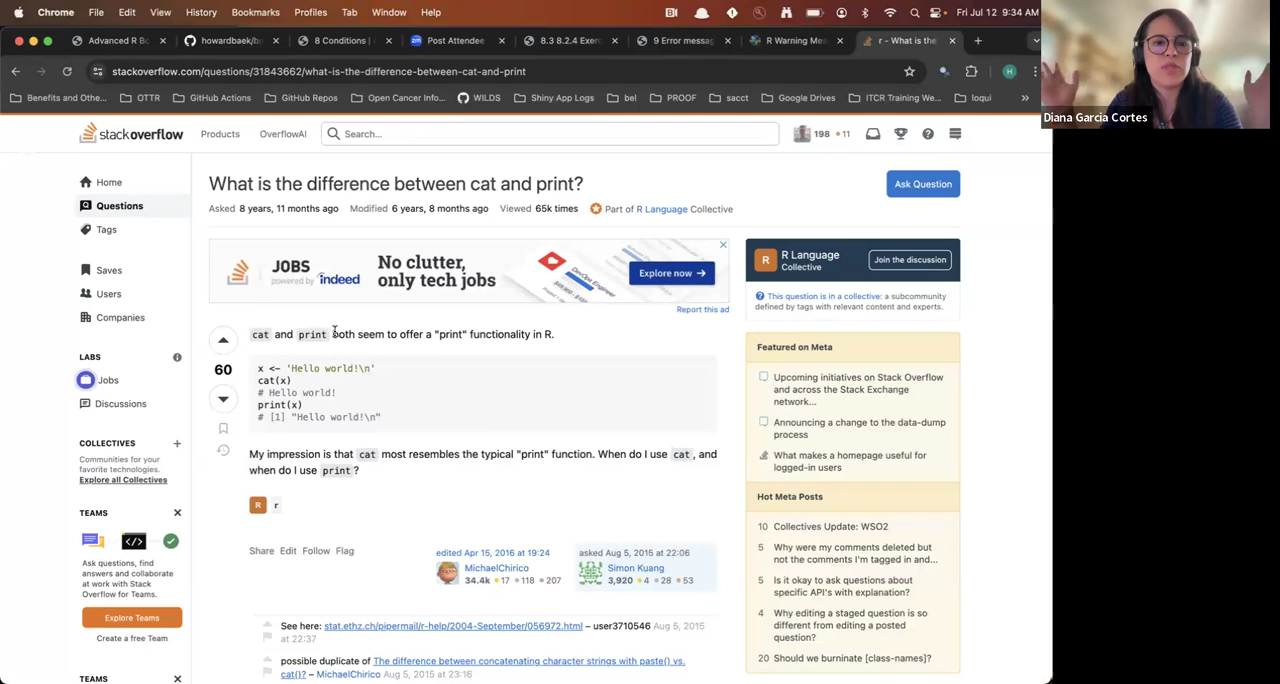 Chrome File Edit View History Bookmarks Profiles Tab Window Help Fri Jul 12 9:34 AM
Advanced R Bo howardbaek/bo 8 Conditions | A Post Attendee 8.3 8.2.4 Exerc 9 Error messag R Warning Mes r - What is the
stackoverflow.com/questions/31843662/what-is-the-difference-between-cat-and-print
Benefits and Othe... OTTR GitHub Actions GitHub Repos Open Cancer Info... WILDS Shiny App Logs bel PROOF sacct Google Drives ITCR Training We... loqui »
Diana Garcia Cortes
stackoverflow Products OverflowAI Search... 198 11
Home
Questions
Tags
Saves
Users
Companies
LABS
Jobs
Discussions
COLLECTIVES +
Communities for your favorite technologies.
Explore all Collectives
TEAMS
Ask questions, find answers and collaborate at work with Stack Overflow for Teams.
Explore Teams
Create a free Team
TEAMS
What is the difference between cat and print?
Ask Question
Asked 8 years, 11 months ago Modified 6 years, 8 months ago Viewed 65k times Part of R Language Collective
JOBS powered by indeed
No clutter, only tech jobs
Explore now →
Report this ad
60
cat and print both seem to offer a "print" functionality in R.
x <- 'Hello world!\n'
cat(x)
# Hello world!
print(x)
# [1] "Hello world!\n"
My impression is that cat most resembles the typical "print" function. When do I use cat, and
when do I use print?
R r
Share Edit Follow Flag
edited Apr 15, 2016 at 19:24
MichaelChirico
34.4k 17 118 207
asked Aug 5, 2015 at 22:06
Simon Kuang
3,920 4 28 53
See here: stat.ethz.ch/pipermail/r-help/2004-September/056972.html – user3710546 Aug 5, 2015
at 22:37
possible duplicate of The difference between concatenating character strings with paste() vs.
cat()? – MichaelChirico Aug 5, 2015 at 23:16
R R Language
Collective
Join the discussion
This question is in a collective: a subcommunity
defined by tags with relevant content and experts.
Featured on Meta
Upcoming initiatives on Stack Overflow
and across the Stack Exchange
network...
Announcing a change to the data-dump
process
What makes a homepage useful for
logged-in users
Hot Meta Posts
10 Collectives Update: WSO2
5 Why were my comments deleted but
not the comments I'm tagged in and...
5 Is it okay to ask questions about
specific API's with explanation?
4 Why editing a staged question is so
different from editing a posted
question?
20 Should we burninate [class-names]?